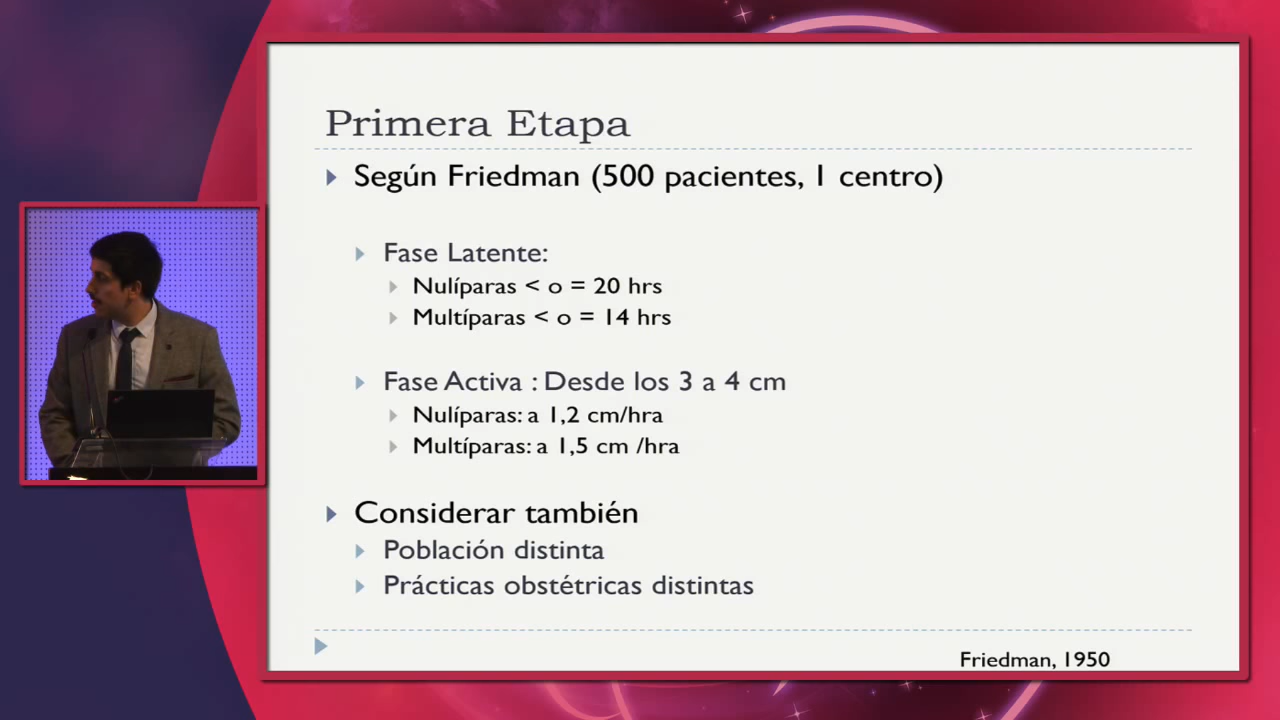 Primera Etapa
Según Friedman (500 pacientes, 1 centro)
Fase Latente:
Nulíparas < o = 20 hrs
Multíparas < o = 14 hrs
Fase Activa : Desde los 3 a 4 cm
Nulíparas: a 1,2 cm/hra
Multíparas: a 1,5 cm /hra
Considerar también
Población distinta
Prácticas obstétricas distintas
Friedman, 1950